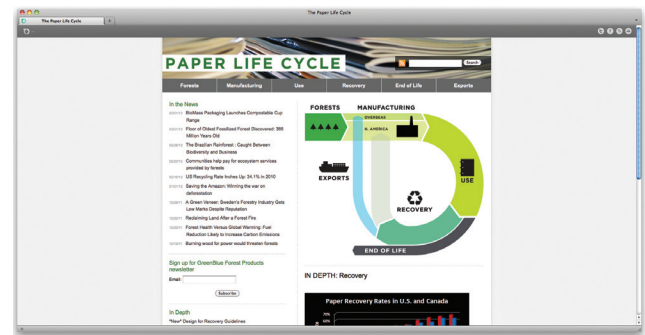 The Paper Life Cycle
The Paper Life Cycle
PAPER LIFE CYCLE
Search
Forests Manufacturing Use Recovery End of Life Exports
In the News
BioMass Packaging Launches Compostable Cup
Range
Floor of Oldest Fossilized Forest Discovered: 385
Million Years Old
The Brazilian Rainforest : Caught Between
Biodiversity and Business
Communities help pay for ecosystem services
provided by forests
US Recycling Rate Inches Up: 34.1% in 2010
Saving the Amazon: Winning the war on
deforestation
A Green Veneer: Sweden's Forestry Industry Gets
Low Marks Despite Reputation
Reclaiming Land After a Forest Fire
Forest Health Versus Global Warming: Fuel
Reduction Likely to Increase Carbon Emissions
Burning wood for power would threaten forests
Sign up for GreenBlue Forest Products
newsletter
Email:
Subscribe
In Depth
*New* Design for Recovery Guidelines
FORESTS MANUFACTURING
OVERSEAS
N. AMERICA
EXPORTS
USE
RECOVERY
END OF LIFE
IN DEPTH: Recovery
Paper Recovery Rates in U.S. and Canada
70%
60%